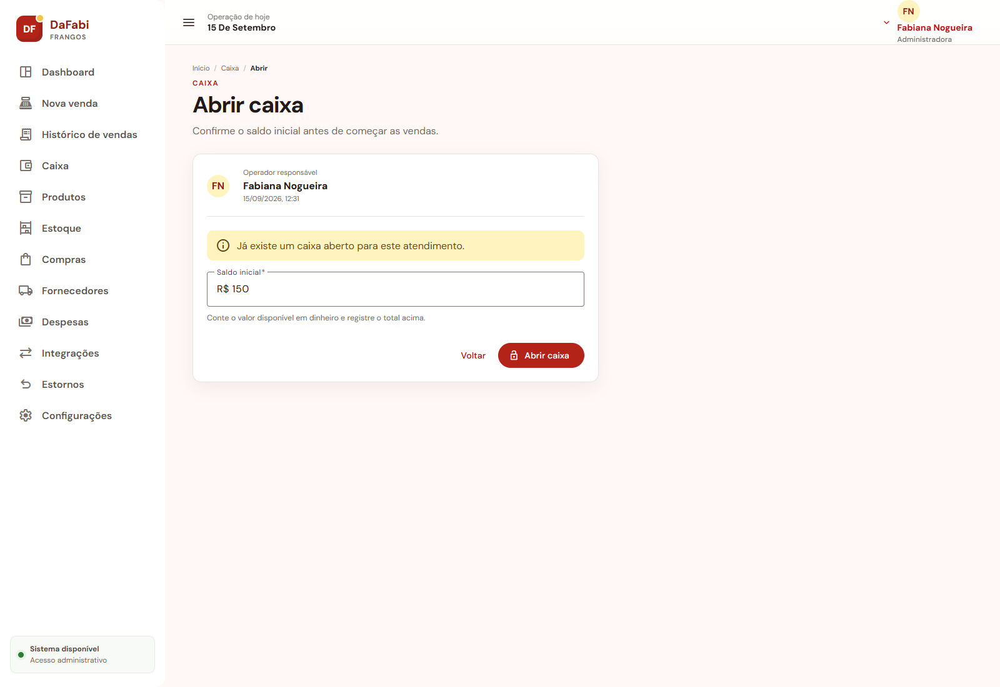 DF
DaFabi
FRANGOS
Dashboard
Nova venda
Histórico de vendas
Caixa
Produtos
Estoque
Compras
Fornecedores
Despesas
Integrações
Estornos
Configurações
Sistema disponível
Acesso administrativo
Operação de hoje
15 De Setembro
FN
Fabiana Nogueira
Administradora
Início / Caixa / Abrir
CAIXA
Abrir caixa
Confirme o saldo inicial antes de começar as vendas.
FN
Operador responsável
Fabiana Nogueira
15/09/2026, 12:31
Já existe um caixa aberto para este atendimento.
Saldo inicial*
R$ 150
Conte o valor disponível em dinheiro e registre o total acima.
Voltar
Abrir caixa